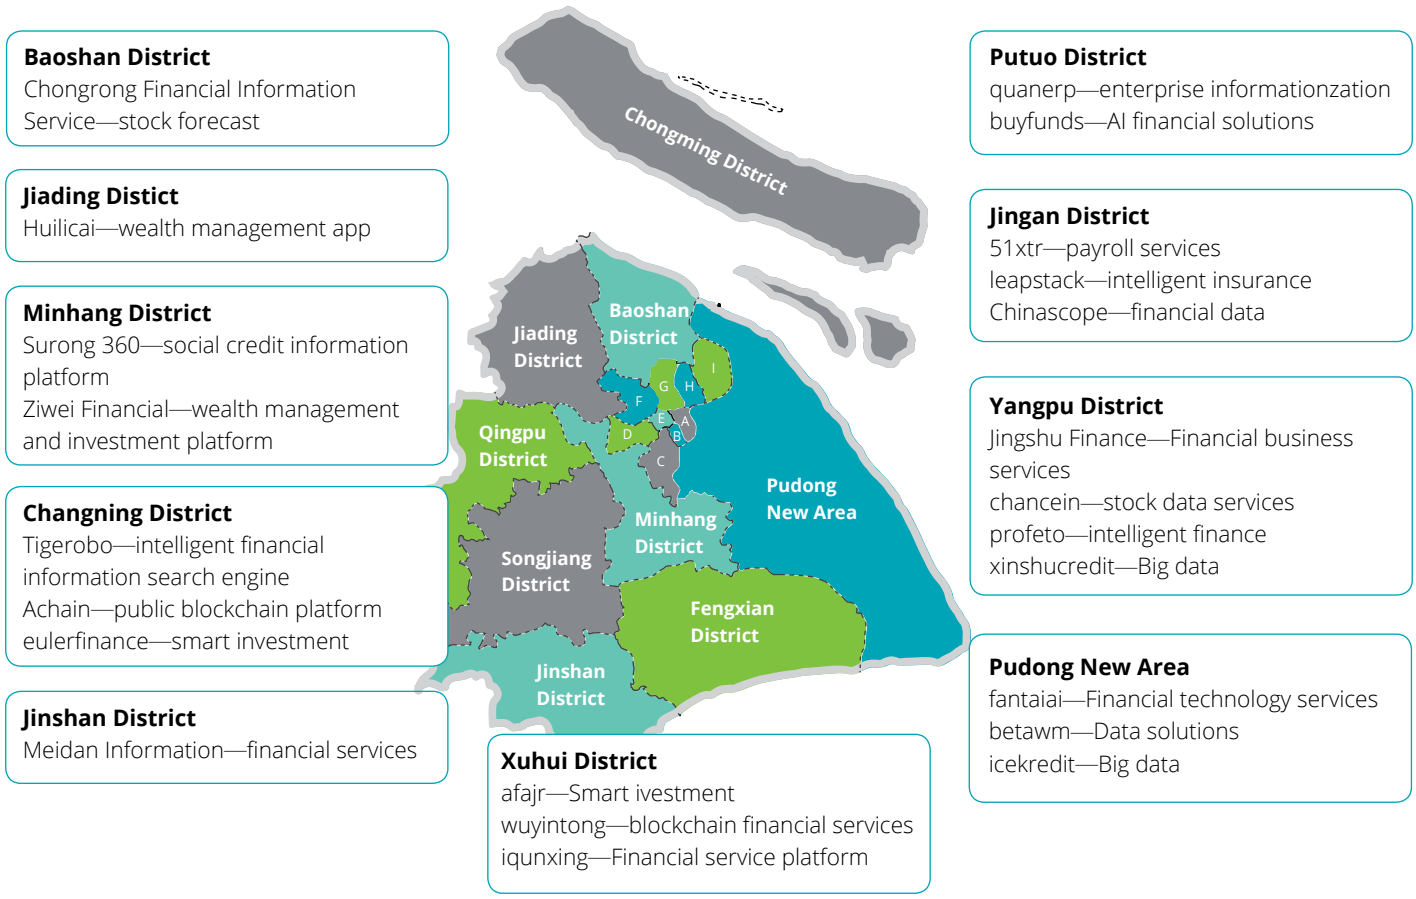 Baoshan District
Chongrong Financial Information
Service—stock forecast
Jiading Distict
Huilicai—wealth management app
Minhang District
Surong 360—social credit information
platform
Ziwei Financial—wealth management
and investment platform
Changning District
Tigerobo—intelligent financial
information search engine
Achain—public blockchain platform
eulerfinance—smart investment
Jinshan District
Meidan Information—financial services
Chongming District
Jiading
District
Baoshan
District
Qingpu
District
G
H
I
F
E
A
D
B
C
Pudong
New Area
Minhang
District
Songjiang
District
Fengxian
District
Jinshan
District
Xuhui District
afajr—Smart ivestment
wuyintong—blockchain financial services
iqunxing—Financial service platform
Putuo District
quanerp—enterprise informationzation
buyfunds—AI financial solutions
Jingan District
51xtr—payroll services
leapstack—intelligent insurance
Chinascope—financial data
Yangpu District
Jingshu Finance—Financial business
services
chancein—stock data services
profeto—intelligent finance
xinshucredit—Big data
Pudong New Area
fantaiai—Financial technology services
betawm—Data solutions
icekredit—Big data